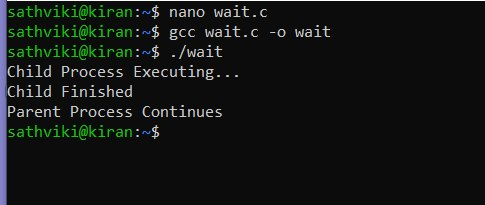 sathviki@kiran:~$ nano wait.c
sathviki@kiran:~$ gcc wait.c -o wait
sathviki@kiran:~$ ./wait
Child Process Executing...
Child Finished
Parent Process Continues
sathviki@kiran:~$